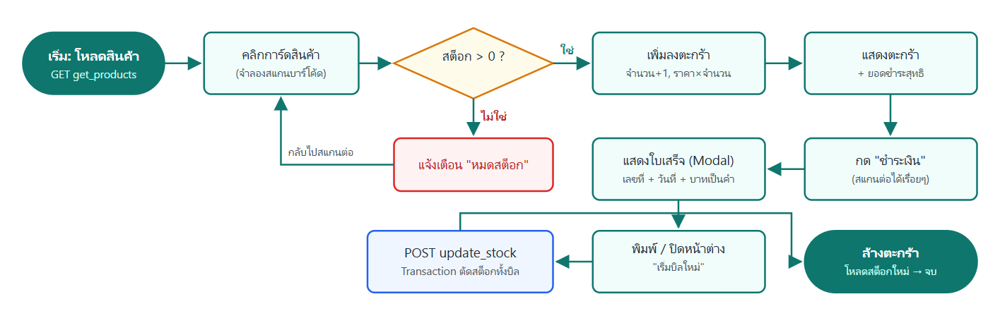 เริ่ม: โหลดสินค้า
GET get_products
คลิกการ์ดสินค้า
(จำลองสแกนบาร์โค้ด)
สต็อก > 0 ?
ใช่
เพิ่มลงตะกร้า
จำนวน+1, ราคา×จำนวน
แสดงตะกร้า
+ ยอดชำระสุทธิ
ไม่ใช่
กลับไปสแกนต่อ
แจ้งเตือน "หมดสต็อก"
แสดงใบเสร็จ (Modal)
เลขที่ + วันที่ + บาทเป็นคำ
กด "ชำระเงิน"
(สแกนต่อได้เรื่อยๆ)
POST update_stock
Transaction ตัดสต็อกทั้งบิล
พิมพ์ / ปิดหน้าต่าง
"เริ่มบิลใหม่"
ล้างตะกร้า
โหลดสต็อกใหม่ → จบ